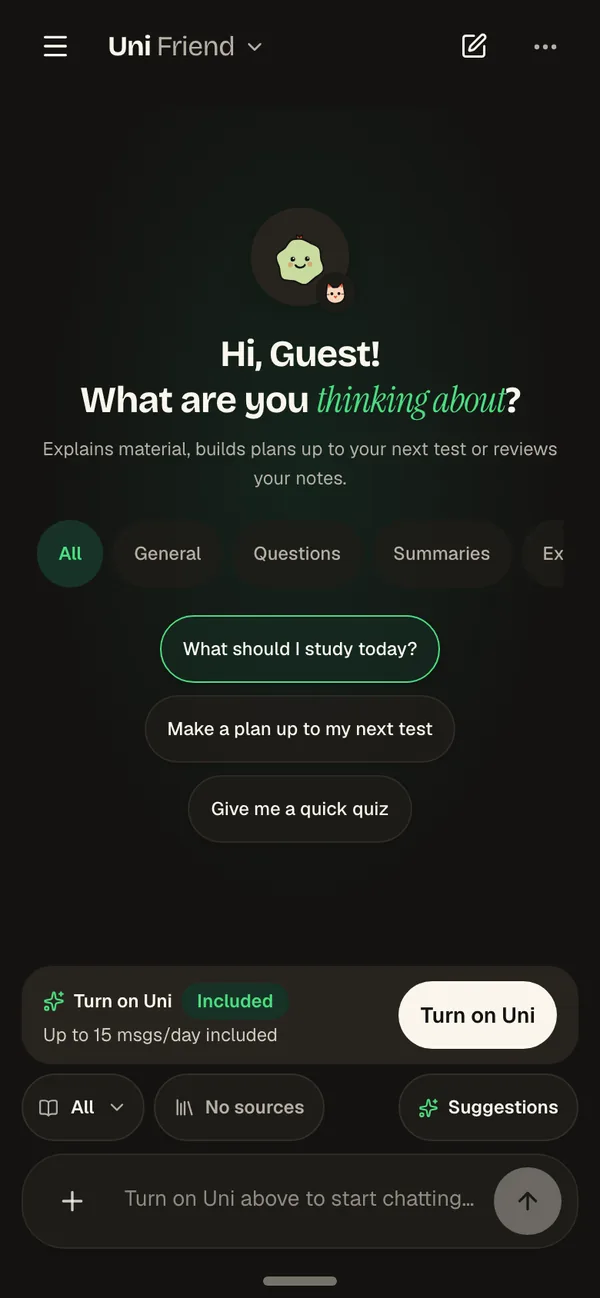 Uni Friend
Hi, Guest!
What are you thinking about?
Explains material, builds plans up to your next test or reviews
your notes.
All General Questions Summaries Ex
What should I study today?
Make a plan up to my next test
Give me a quick quiz
Turn on Uni Included
Up to 15 msgs/day included
Turn on Uni
All No sources Suggestions
Turn on Uni above to start chatting...